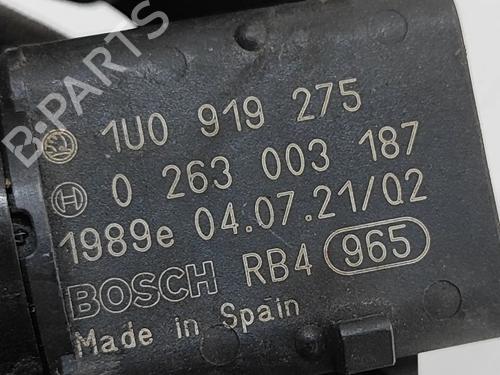 B-PARTS
1U0 919 275
0 263 003 187
1989e 04.07.21/Q2
BOSCH RB4 965
Made in Spain